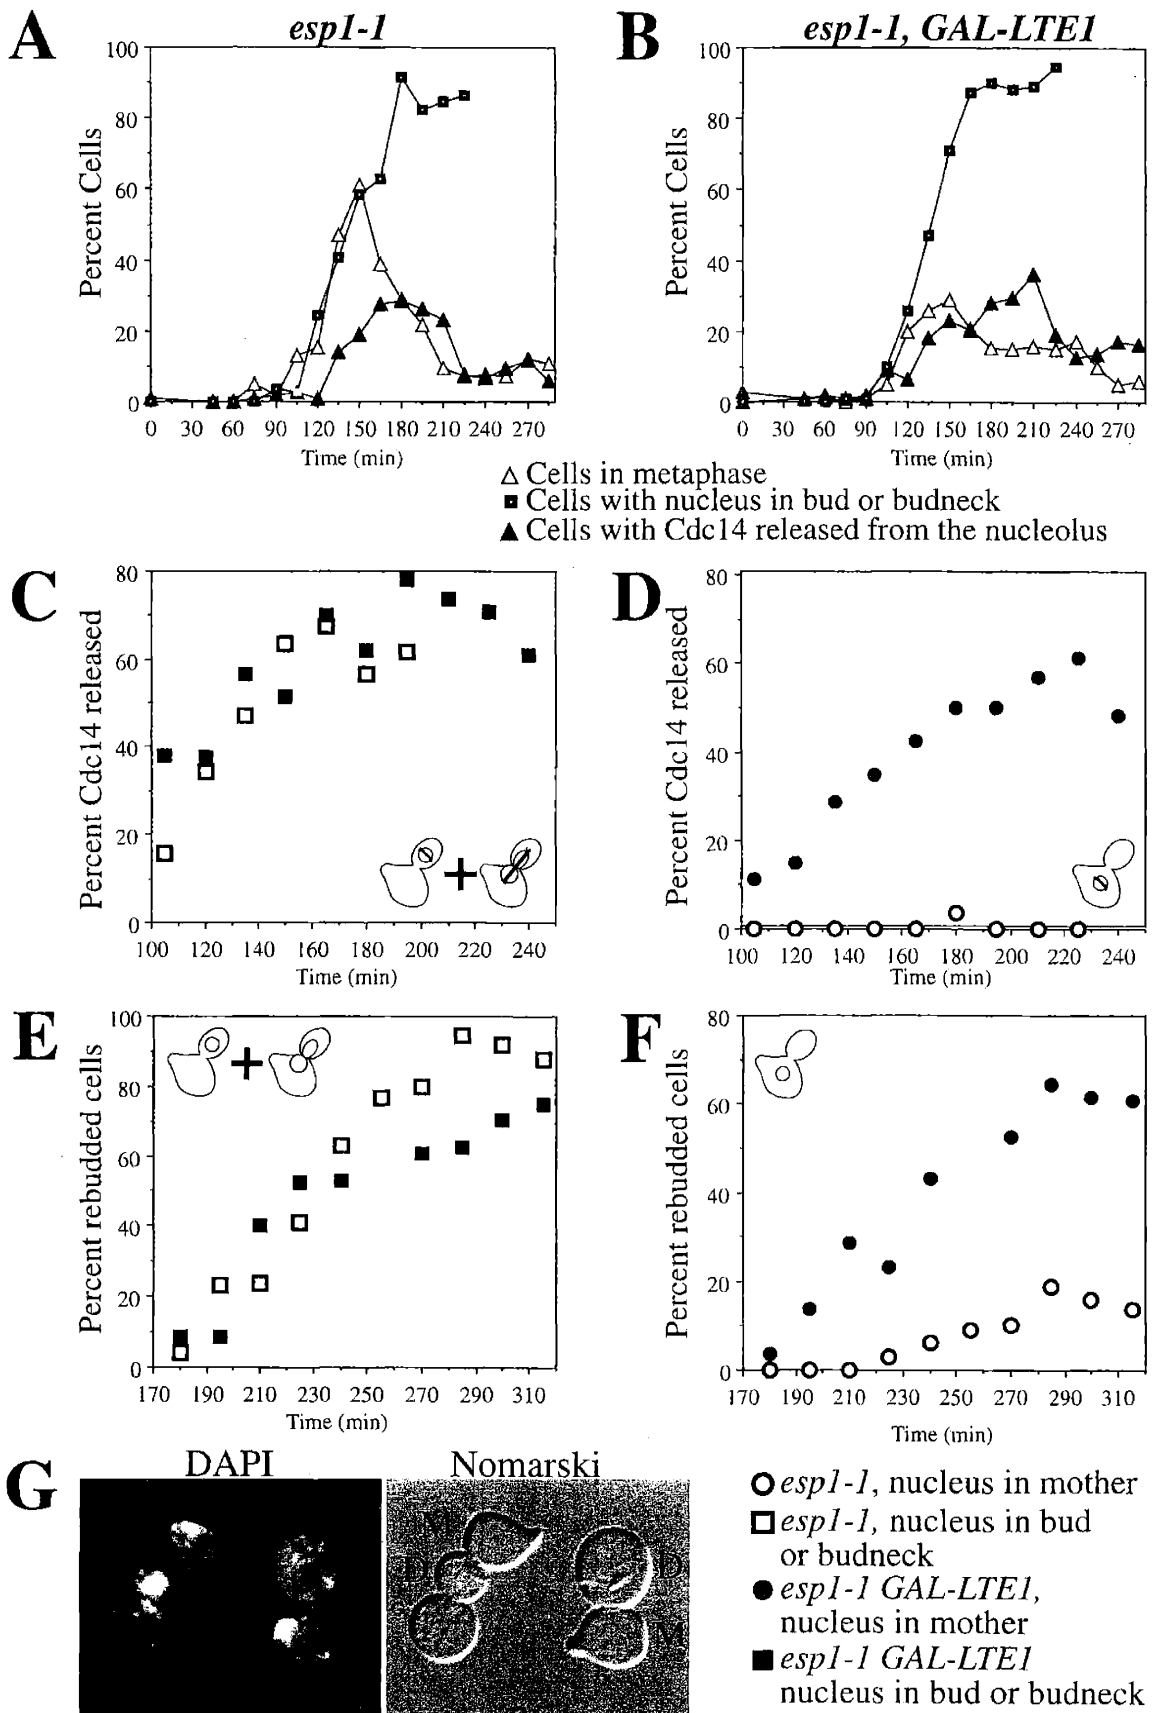 A
esp1-1
B
esp1-1, GAL-LTE1
Percent Cells
100
80
60
40
20
0
0 30 60 90 120 150 180 210 240 270
Time (min)
Percent Cells
100
80
60
40
20
0
0 30 60 90 120 150 180 210 240 270
Time (min)
△ Cells in metaphase
Cells with nucleus in bud or budneck
▲ Cells with Cdc14 released from the nucleolus
C
Percent Cdc14 released
80
60
40
20
0
100 120 140 160 180 200 220 240
Time (min)
D
Percent Cdc14 released
80
60
40
20
0
100 120 140 160 180 200 220 240
Time (min)
E
Percent rebudded cells
100
80
60
40
20
0
170 190 210 230 250 270 290 310
Time (min)
F
Percent rebudded cells
80
60
40
20
0
170 190 210 230 250 270 290 310
Time (min)
G
DAPI
Nomarski
M
D
D
M
esp1-1, nucleus in mother
esp1-1, nucleus in bud
or budneck
esp1-1 GAL-LTE1,
nucleus in mother
esp1-1 GAL-LTE1
nucleus in bud or budneck